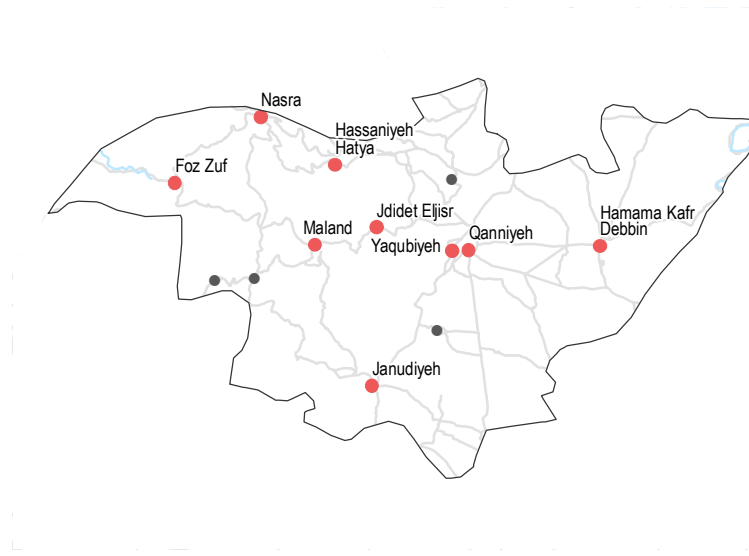 Nasra
Hassaniyeh
Hatya
Foz Zuf
Jdidet Eljisr
Hamama Kafr
Debbin
Maland
Yaqubiyeh
Qanniyeh
Janudiyeh